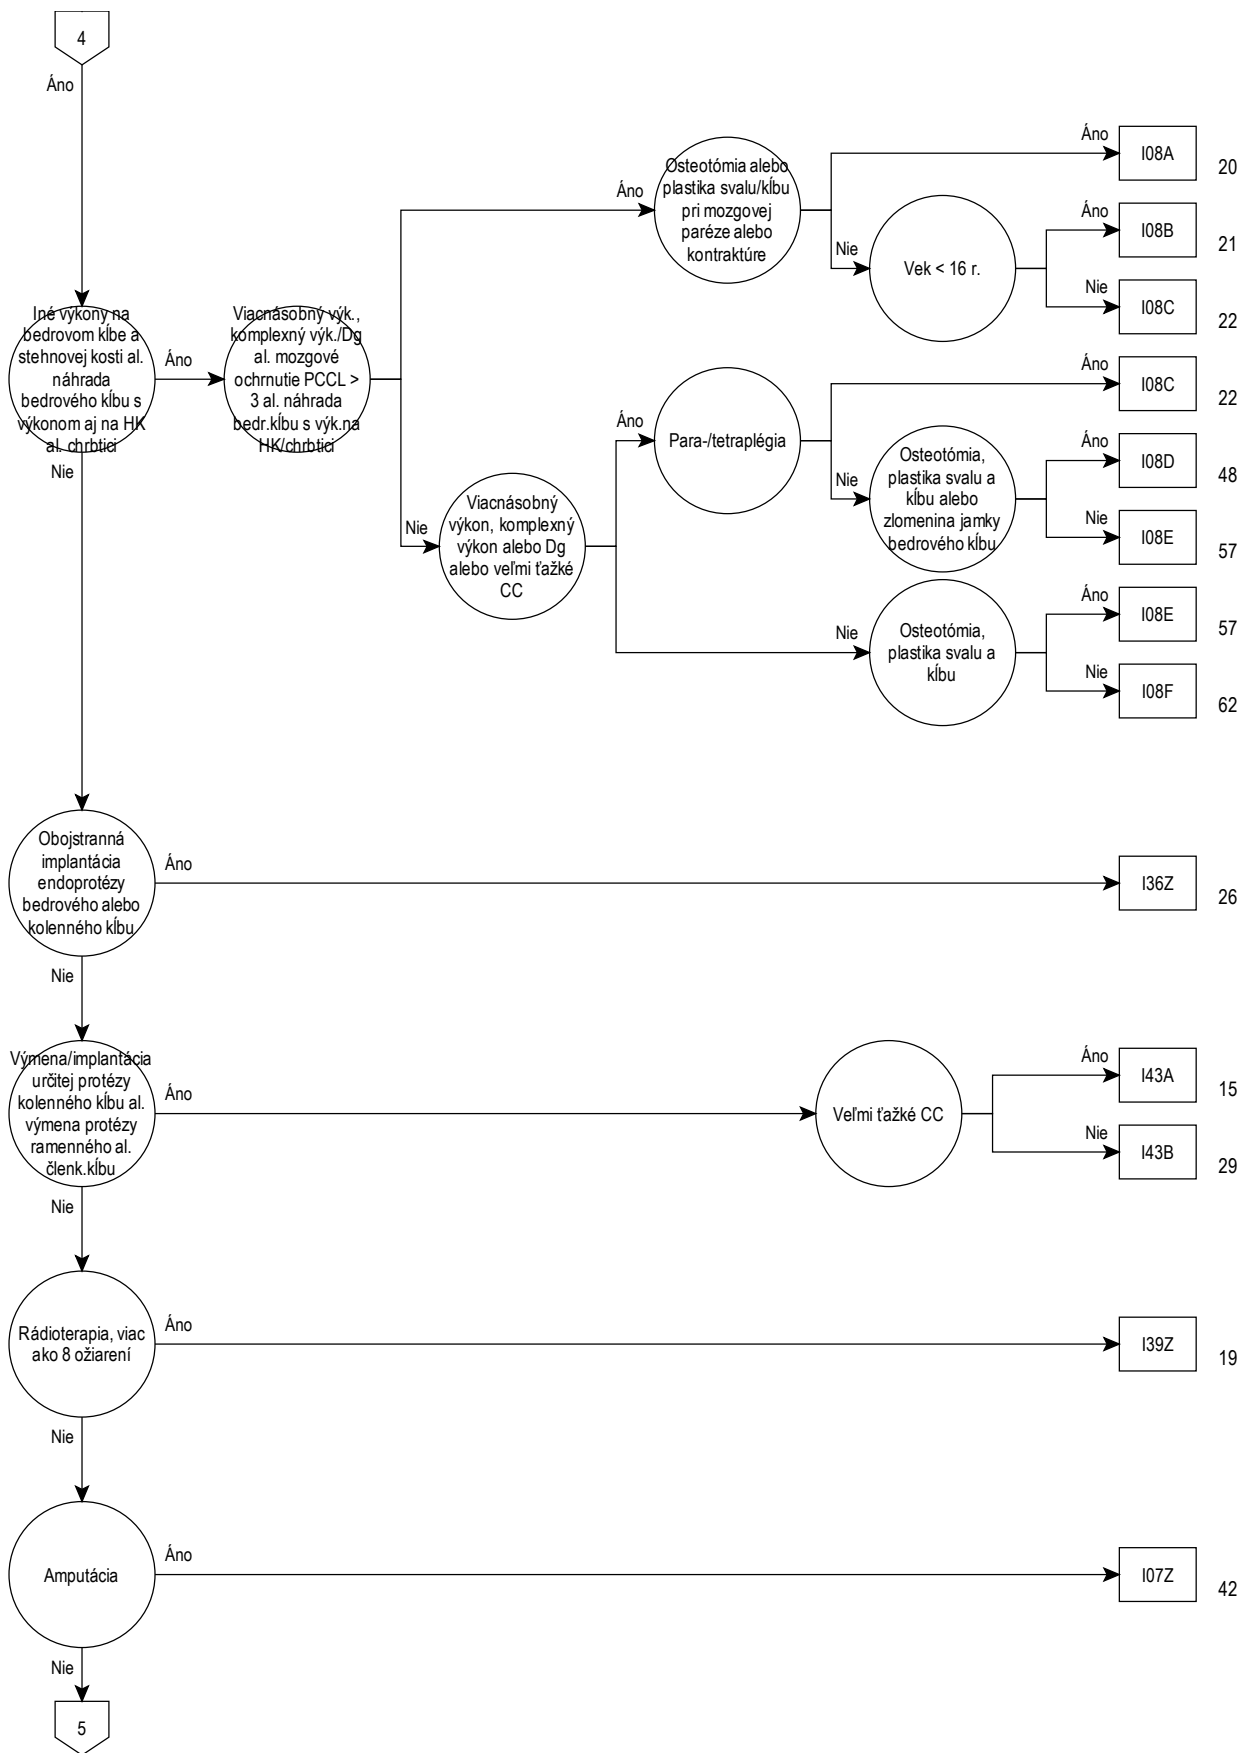 4
Áno
Áno
I08A
20
Osteotómia alebo
plastika svalu/kĺbu
pri mozgovej
paréze alebo
kontraktúre
Áno
Nie
Vek < 16 r.
Áno
I08B
21
Nie
I08C
22
Iné výkony na
bedrovom kĺbe a
stehnovej kosti al.
náhrada
bedrového kĺbu s
výkonom aj na HK
al. chrbtici
Áno
Viacnásobný výk.,
komplexný výk./Dg
al. mozgové
ochrnutie PCCL >
3 al. náhrada
bedr.kĺbu s výk.na
HK/chrbtici
Nie
Viacnásobný
výkon, komplexný
výkon alebo Dg
alebo veľmi ťažké
CC
Áno
Para-/tetraplégia
Áno
I08C
22
Nie
Osteotómia,
plastika svalu a
kĺbu alebo
zlomenina jamky
bedrového kĺbu
Áno
I08D
48
Nie
I08E
57
Nie
Osteotómia,
plastika svalu a
kĺbu
Áno
I08E
57
Nie
I08F
62
Nie
Obojstranná
implantácia
endoprotézy
bedrového alebo
kolenného kĺbu
Áno
I36Z
26
Nie
Výmena/implantácia
určitej protézy
kolenného kĺbu al.
výmena protézy
ramenného al.
členk.kĺbu
Áno
Veľmi ťažké CC
Áno
I43A
15
Nie
I43B
29
Nie
Rádioterapia, viac
ako 8 ožiarení
Áno
I39Z
19
Nie
Amputácia
Áno
I07Z
42
Nie
5